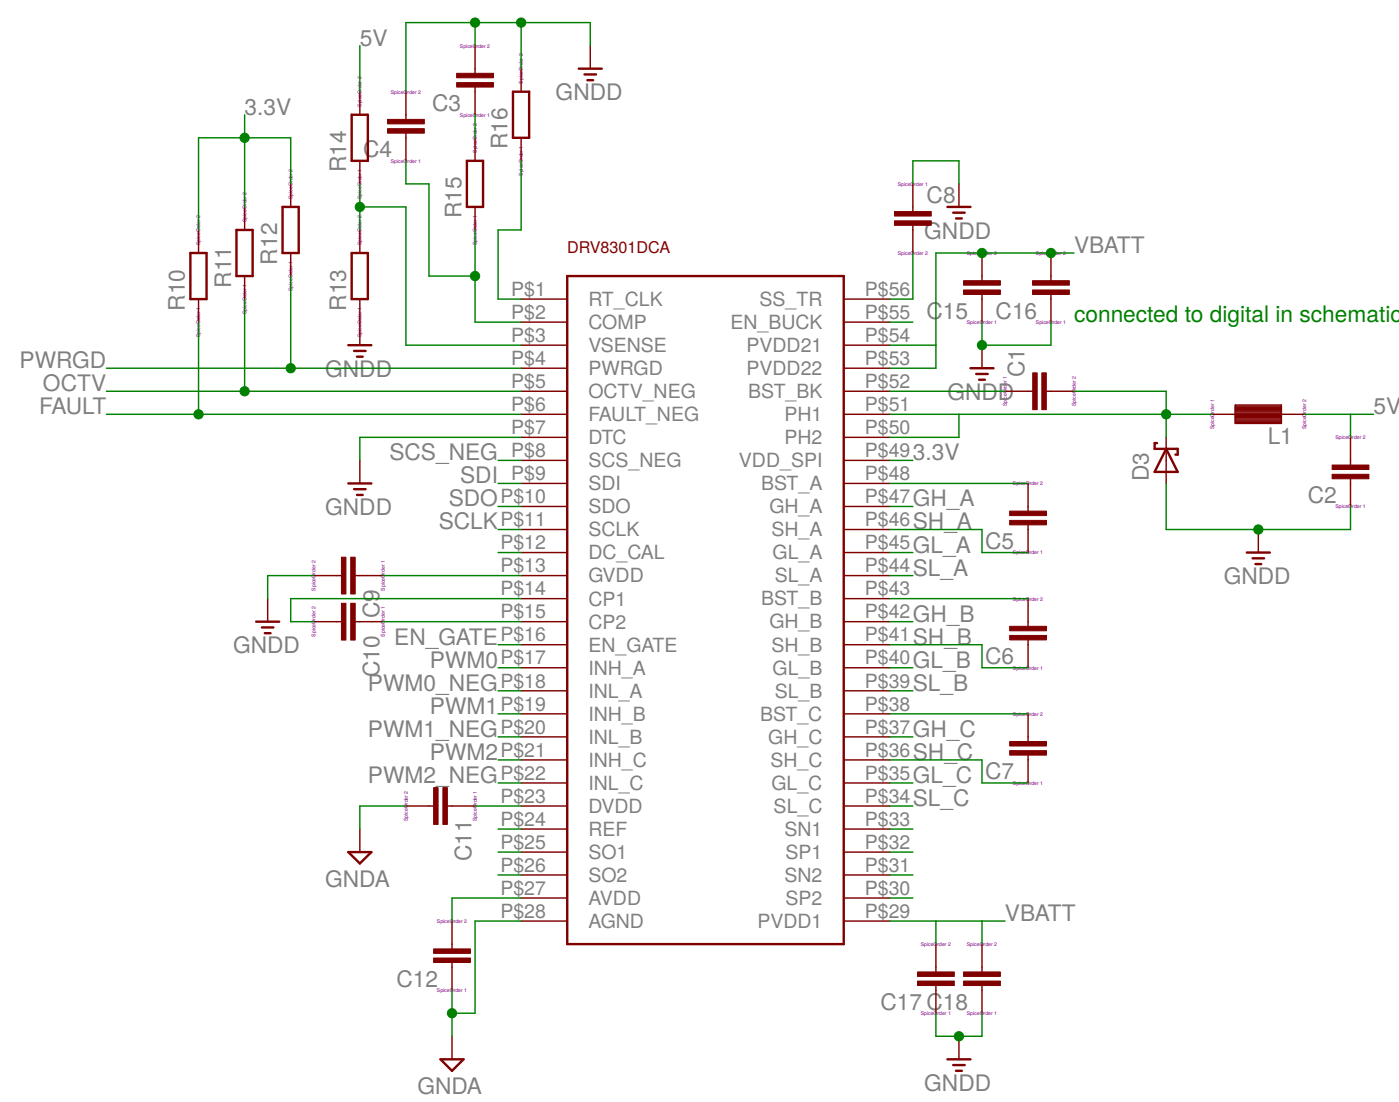 5V
GNDD
C3
R16
3.3V
R14
C4
R15
C8
GNDD
R12
R11
R10
R13
DRV8301DCA
VBATT
C15
C16
connected to digital in schematic
GNDD
C1
GNDD
PWRGD
OCTV
FAULT
P$1 RT_CLK SS_TR P$56
P$2 COMP EN_BUCK P$55
P$3 VSENSE PVDD21 P$54
P$4 PWRGD PVDD22 P$53
P$5 OCTV_NEG BST_BK P$52
P$6 FAULT_NEG PH1 P$51
P$7 DTC PH2 P$50
SCS_NEG P$8 SCS_NEG VDD_SPI P$49 3.3V
SDI P$9 SDI BST_A P$48
SDO P$10 SDO GH_A P$47 GH_A
SCLK P$11 SCLK SH_A P$46 SH_A
P$12 DC_CAL GL_A P$45 GL_A
P$13 GVDD SL_A P$44 SL_A
P$14 CP1 BST_B P$43
P$15 CP2 GH_B P$42 GH_B
EN_GATE P$16 EN_GATE SH_B P$41 SH_B
PWM0 P$17 INH_A GL_B P$40 GL_B
PWM0_NEG P$18 INL_A SL_B P$39 SL_B
PWM1 P$19 INH_B BST_C P$38
PWM1_NEG P$20 INL_B GH_C P$37 GH_C
PWM2 P$21 INH_C SH_C P$36 SH_C
PWM2_NEG P$22 INL_C GL_C P$35 GL_C
P$23 DVDD SL_C P$34 SL_C
P$24 REF SN1 P$33
P$25 SO1 SP1 P$32
P$26 SO2 SN2 P$31
P$27 AVDD SP2 P$30
P$28 AGND PVDD1 P$29
5V
L1
D3
C2
GNDD
GNDD
C5
C9
C10
GNDD
C6
C7
C11
GNDA
VBATT
C12
C17
C18
GNDA
GNDD
SpiceOrder 2
SpiceOrder 1